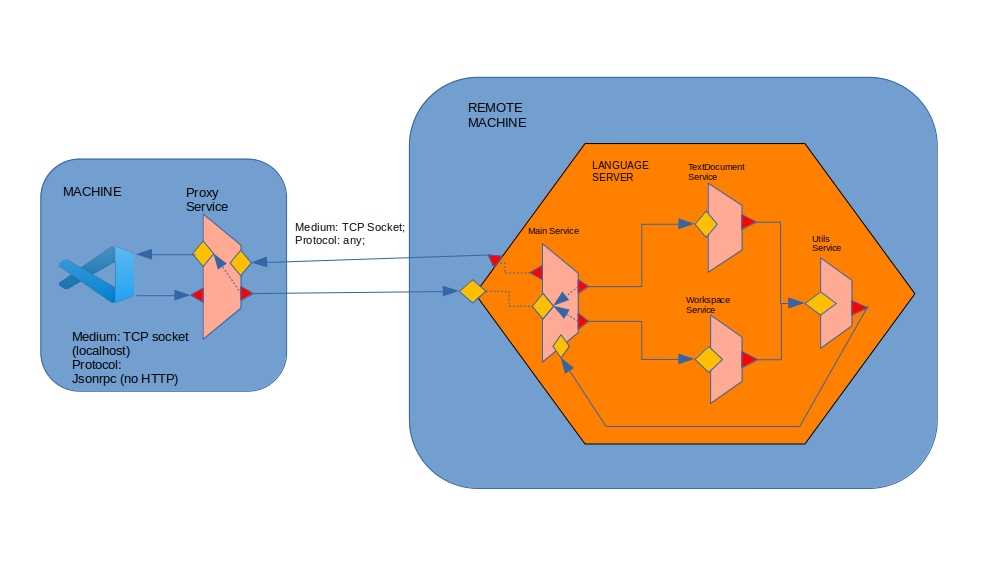 REMOTE
MACHINE
LANGUAGE
SERVER
TextDocument
Service
MACHINE
Proxy
Service
Medium: TCP Socket;
Protocol: any;
Main Service
Utils
Service
Workspace
Service
Medium: TCP socket
(localhost)
Protocol:
Jsonrpc (no HTTP)